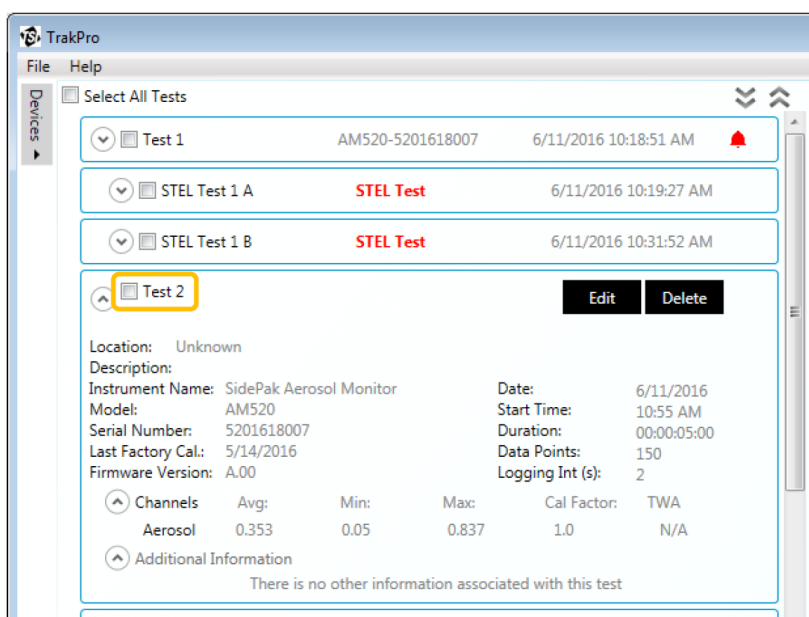 TSI TrakPro
File Help
Devices
Select All Tests
Test 1 AM520-5201618007 6/11/2016 10:18:51 AM
STEL Test 1 A STEL Test 6/11/2016 10:19:27 AM
STEL Test 1 B STEL Test 6/11/2016 10:31:52 AM
Test 2 Edit Delete
Location: Unknown
Description:
Instrument Name: SidePak Aerosol Monitor Date: 6/11/2016
Model: AM520 Start Time: 10:55 AM
Serial Number: 5201618007 Duration: 00:00:05:00
Last Factory Cal.: 5/14/2016 Data Points: 150
Firmware Version: A.00 Logging Int (s): 2
Channels Avg: Min: Max: Cal Factor: TWA
Aerosol 0.353 0.05 0.837 1.0 N/A
Additional Information
There is no other information associated with this test